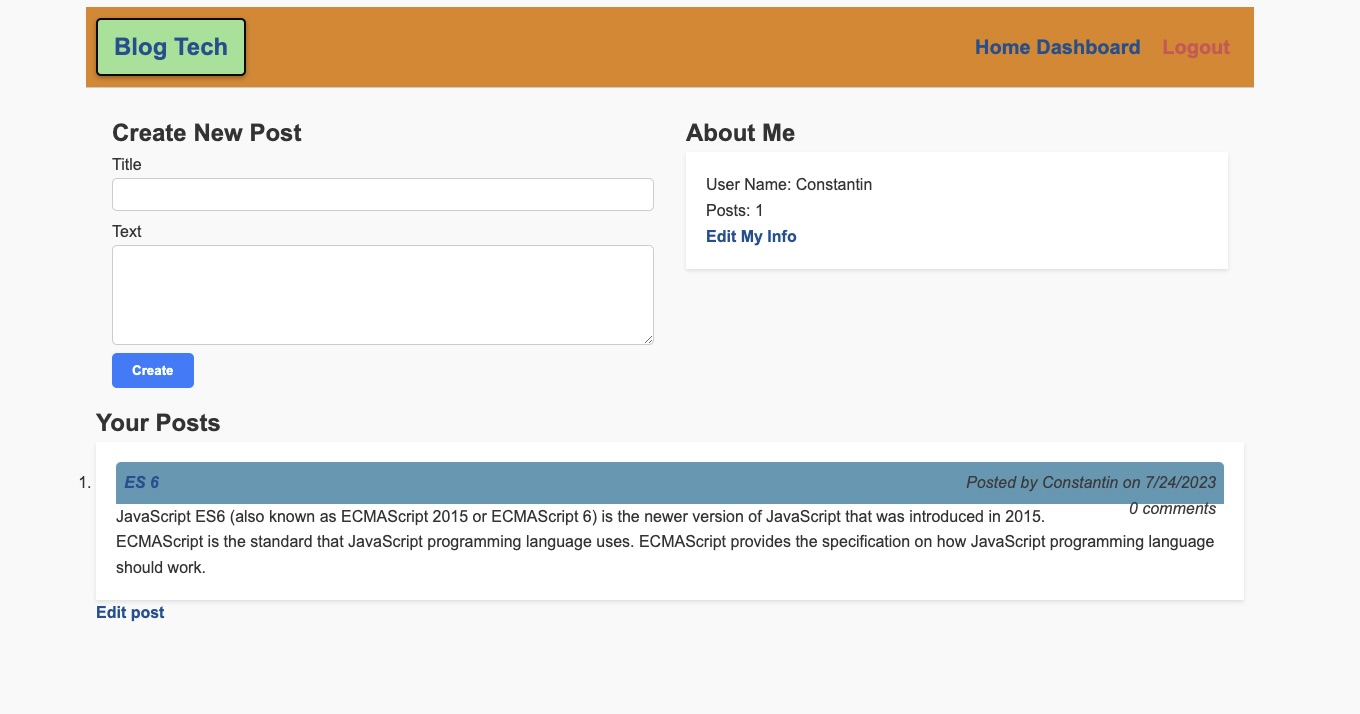 Blog Tech
Home Dashboard Logout
Create New Post
Title
Text
Create
About Me
User Name: Constantin
Posts: 1
Edit My Info
Your Posts
1. ES 6 Posted by Constantin on 7/24/2023
0 comments
JavaScript ES6 (also known as ECMAScript 2015 or ECMAScript 6) is the newer version of JavaScript that was introduced in 2015.
ECMAScript is the standard that JavaScript programming language uses. ECMAScript provides the specification on how JavaScript programming language
should work.
Edit post